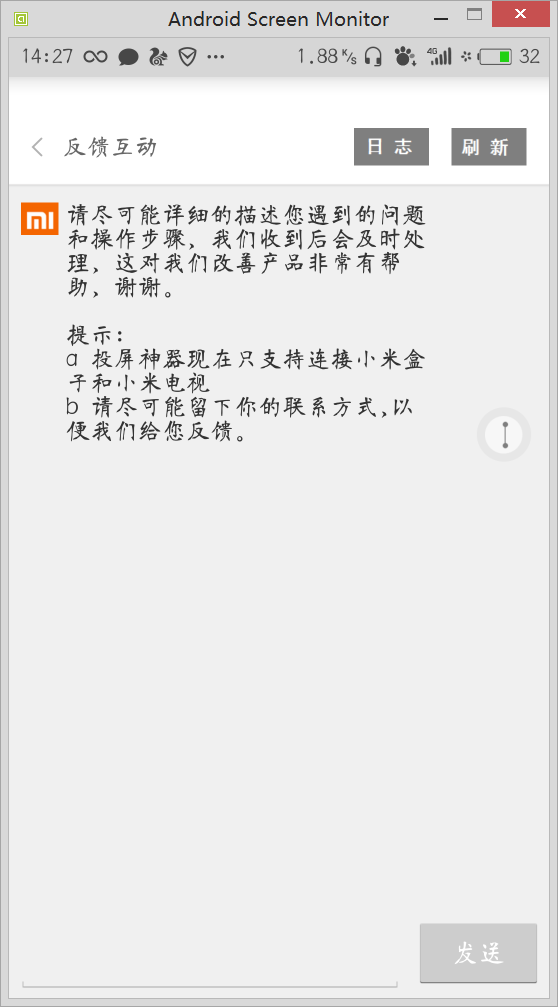 Android Screen Monitor
14:27 1.88 K/s 4G 32
反馈互动 日志 刷新
mi 请尽可能详细的描述您遇到的问题
和操作步骤，我们收到后会及时处
理，这对我们改善产品非常有帮
助，谢谢。
提示：
a 投屏神器现在只支持连接小米盒
子和小米电视
b 请尽可能留下你的联系方式,以
便我们给您反馈。
发送